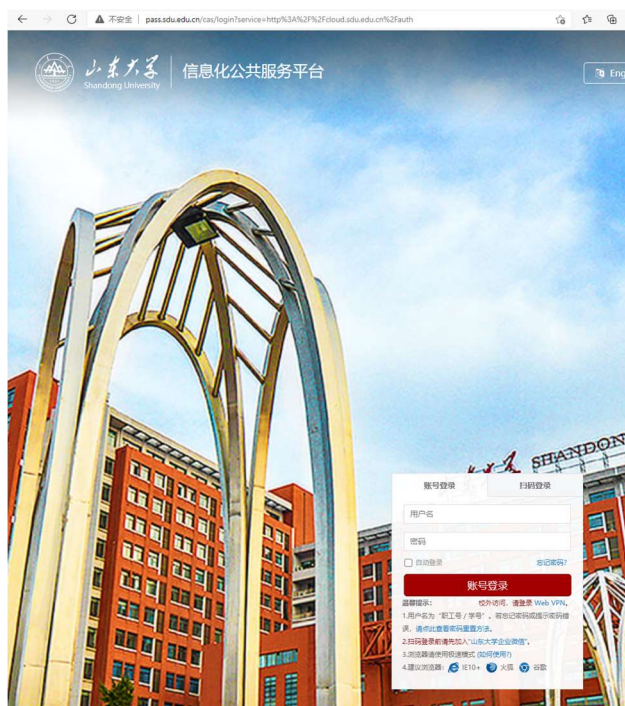 不安全 | pass.sdu.edu.cn/cas/login?service=http%3A%2F%2Fcloud.sdu.edu.cn%2Fauth
山东大学
Shandong University
信息化公共服务平台
Eng
SHANDON
账号登录 扫码登录
用户名
密码
自动登录 忘记密码?
账号登录
温馨提示: 校外访问,请登录 Web VPN。
1.用户名为“职工号 / 学号”。若忘记密码或提示密码错
误,请点此查看密码重置方法。
2.扫码登录前请先加入“山东大学企业微信”。
3.浏览器请使用极速模式 (如何使用?)
4.建议浏览器: IE10+ 火狐 谷歌